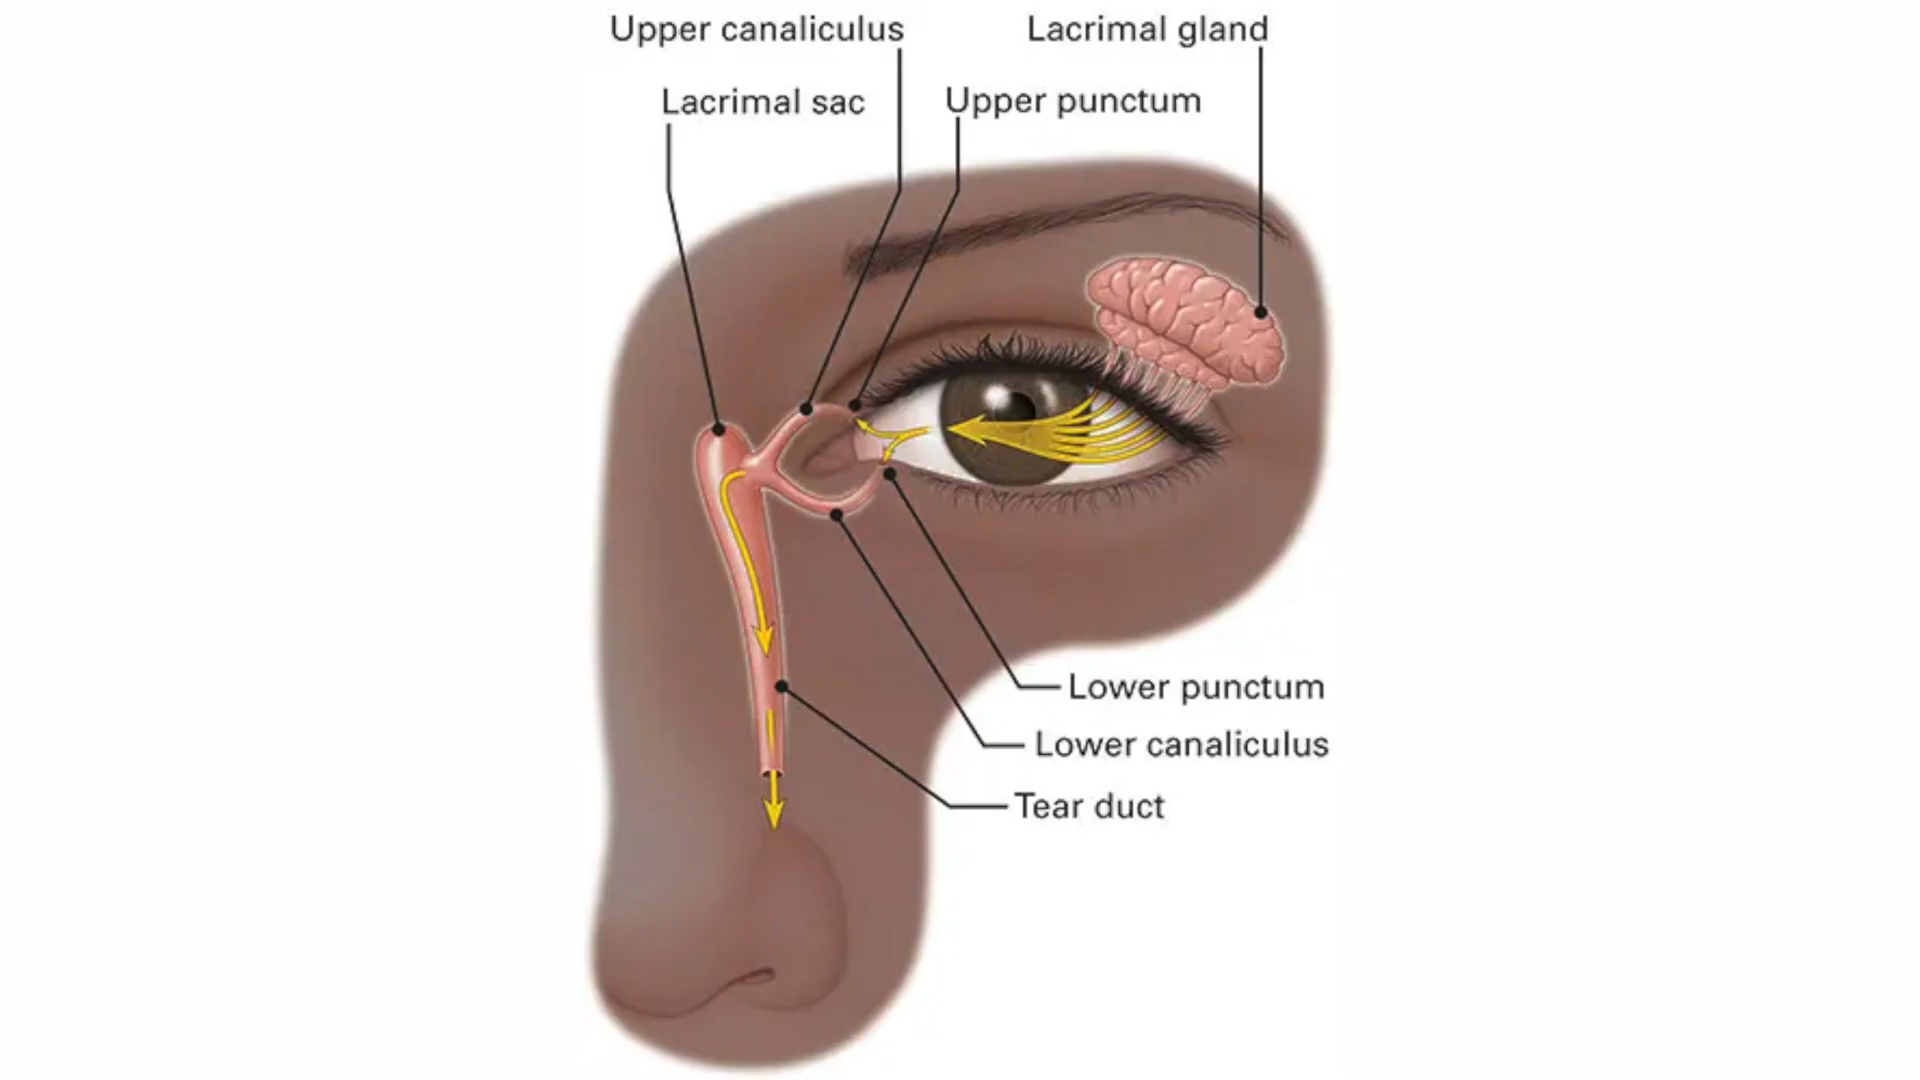 Upper canaliculus
Lacrimal gland
Lacrimal sac
Upper punctum
Lower punctum
Lower canaliculus
Tear duct